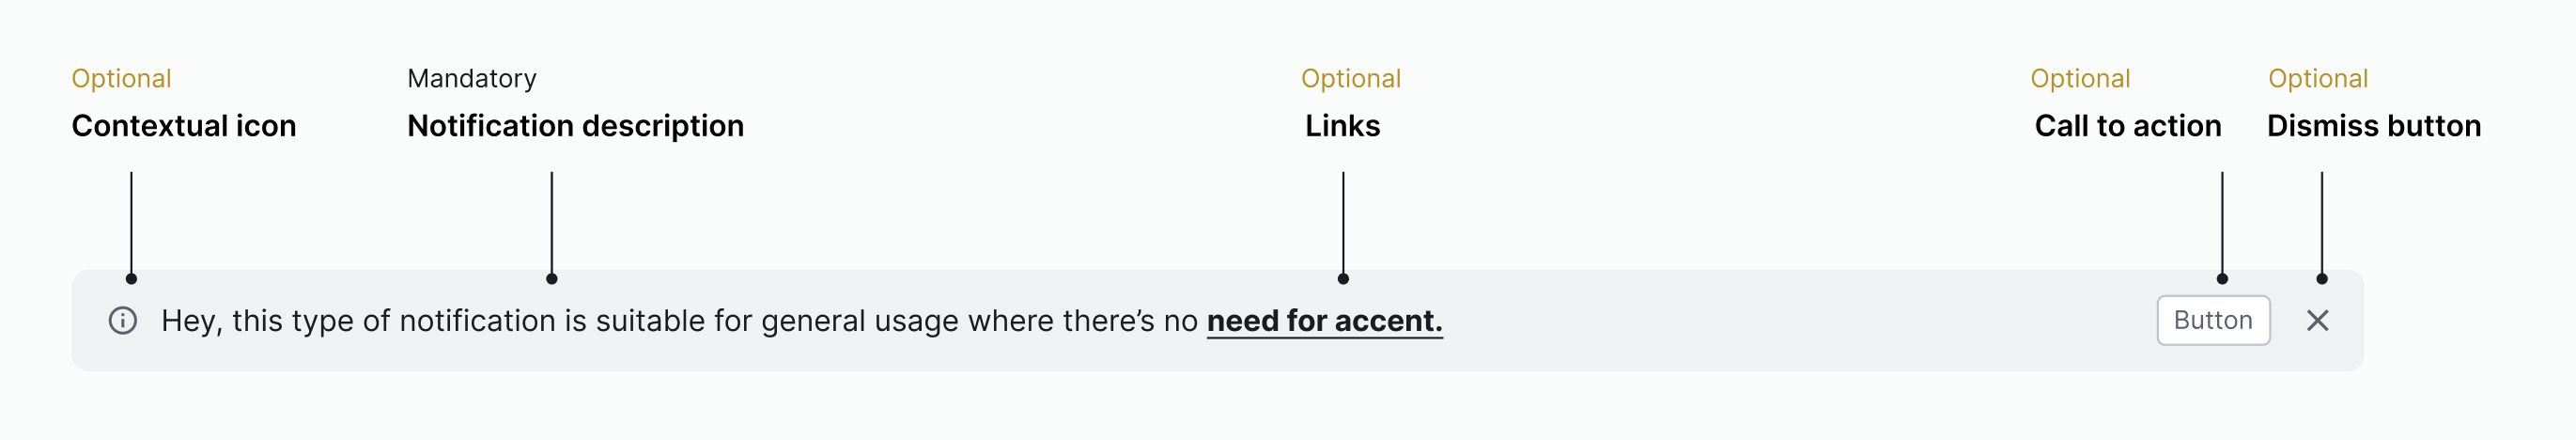 Optional
Contextual icon
Mandatory
Notification description
Optional
Links
Optional
Call to action
Optional
Dismiss button
Hey, this type of notification is suitable for general usage where there’s no need for accent.
Button